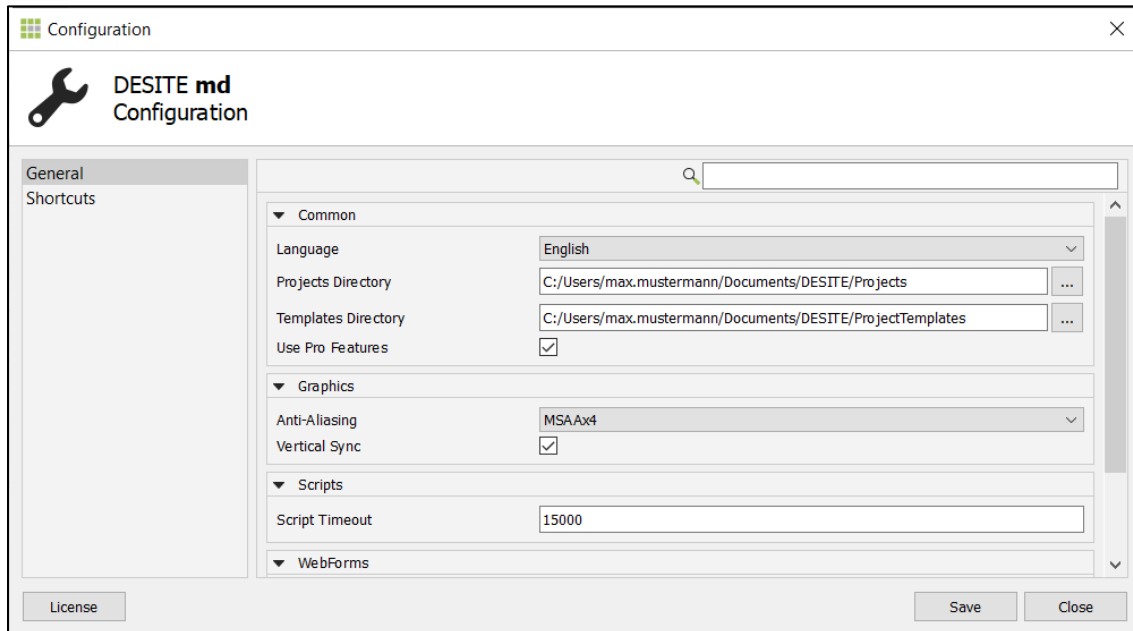 Configuration
DESITE md
Configuration
General
Shortcuts
Common
Language English
Projects Directory C:/Users/max.mustermann/Documents/DESITE/Projects ...
Templates Directory C:/Users/max.mustermann/Documents/DESITE/ProjectTemplates ...
Use Pro Features
Graphics
Anti-Aliasing MSAAx4
Vertical Sync
Scripts
Script Timeout 15000
WebForms
License Save Close